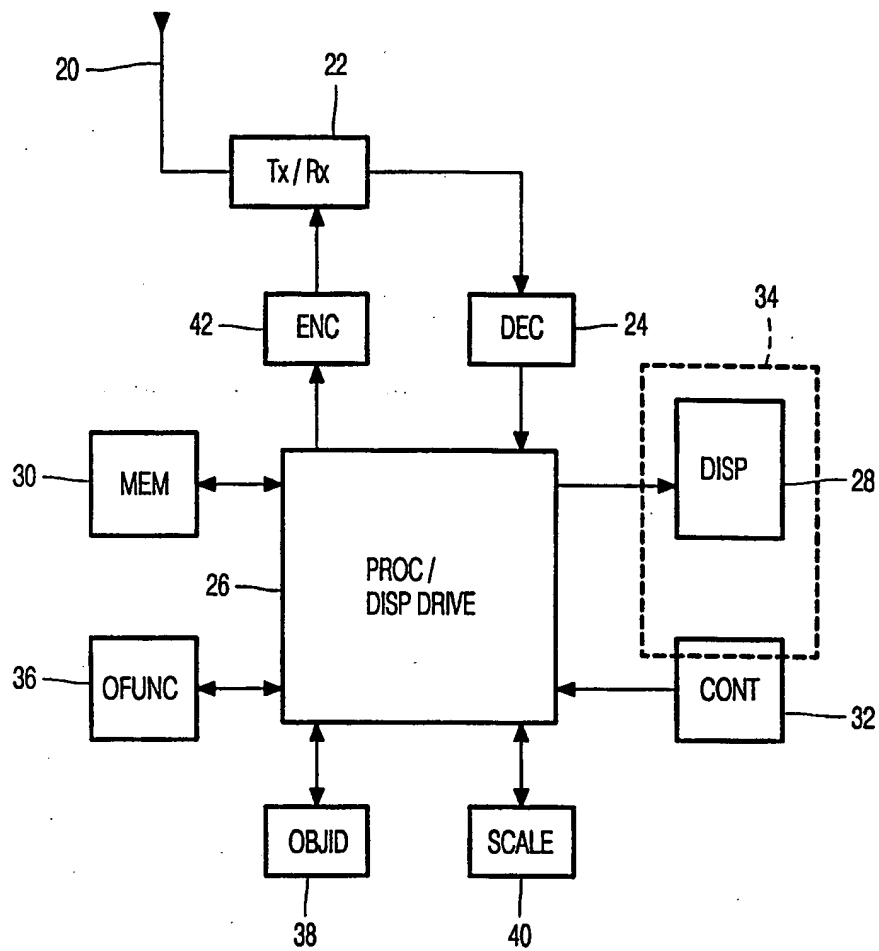 20
22
Tx / Rx
42
ENC
DEC
24
34
30
MEM
DISP
28
26
PROC /
DISP DRIVE
36
OFUNC
CONT
32
OBJID
SCALE
38
40